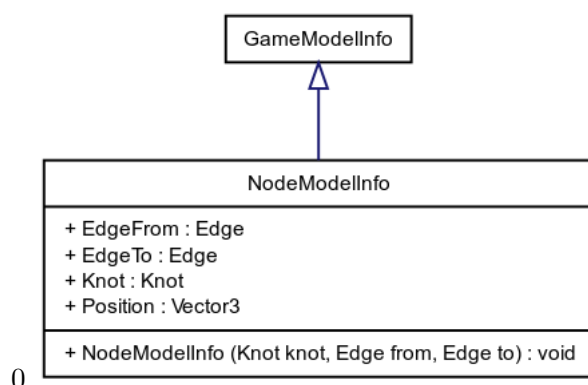 GameModelInfo
NodeModelInfo
+ EdgeFrom : Edge
+ EdgeTo : Edge
+ Knot : Knot
+ Position : Vector3
+ NodeModelInfo (Knot knot, Edge from, Edge to) : void
0